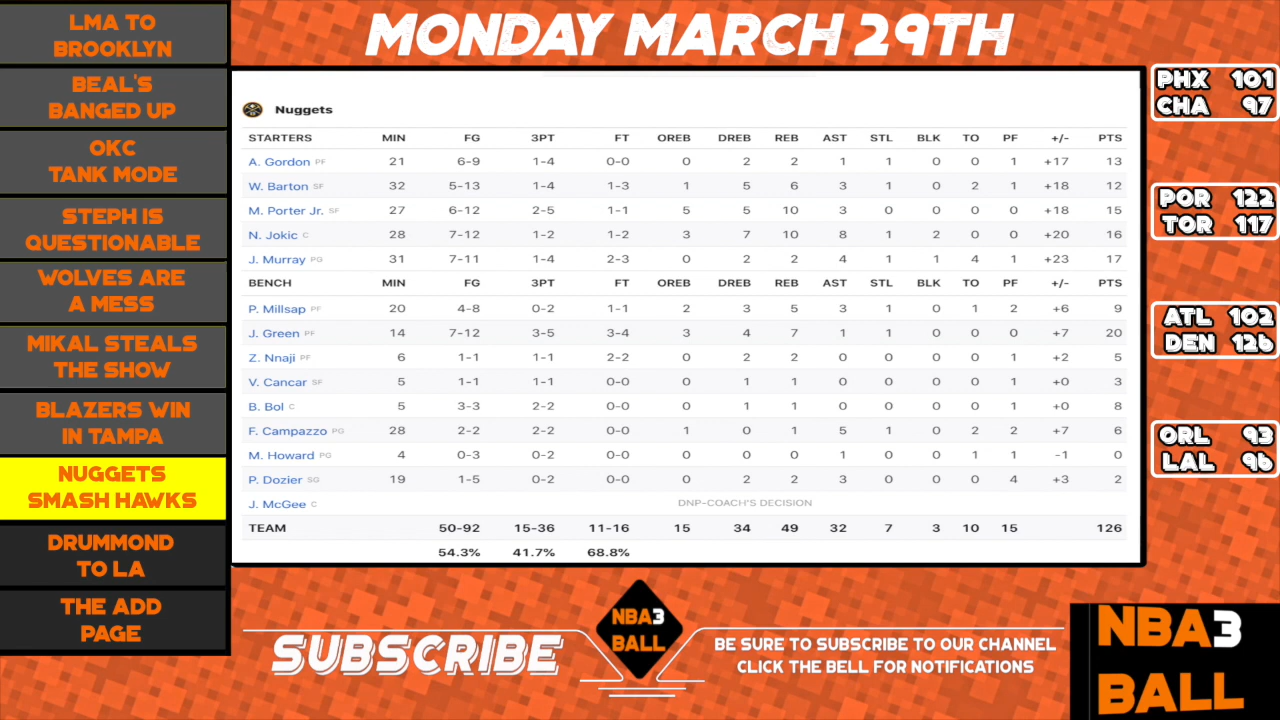 LMA TO
BROOKLYN
BEAL'S
BANGED UP
OKC
TANK MODE
STEPH IS
QUESTIONABLE
WOLVES ARE
A MESS
MIKAL STEALS
THE SHOW
BLAZERS WIN
IN TAMPA
NUGGETS
SMASH HAWKS
DRUMMOND
TO LA
THE ADD
PAGE
MONDAY MARCH 29TH
Nuggets
STARTERS MIN FG 3PT FT OREB DREB REB AST STL BLK TO PF +/- PTS
A. Gordon PF 21 6-9 1-4 0-0 0 2 2 1 1 0 0 1 +17 13
W. Barton SF 32 5-13 1-4 1-3 1 5 6 3 1 0 2 1 +18 12
M. Porter Jr. SF 27 6-12 2-5 1-1 5 5 10 3 0 0 0 0 +18 15
N. Jokic C 28 7-12 1-2 1-2 3 7 10 8 1 2 0 0 +20 16
J. Murray PG 31 7-11 1-4 2-3 0 2 2 4 1 1 4 1 +23 17
BENCH MIN FG 3PT FT OREB DREB REB AST STL BLK TO PF +/- PTS
P. Millsap PF 20 4-8 0-2 1-1 2 3 5 3 1 0 1 2 +6 9
J. Green PF 14 7-12 3-5 3-4 3 4 7 1 1 0 0 0 +7 20
Z. Nnaji PF 6 1-1 1-1 2-2 0 2 2 0 0 0 0 1 +2 5
V. Cancar SF 5 1-1 1-1 0-0 0 1 1 0 0 0 0 1 +0 3
B. Bol C 5 3-3 2-2 0-0 0 1 1 0 0 0 0 1 +0 8
F. Campazzo PG 28 2-2 2-2 0-0 1 0 1 5 1 0 2 2 +7 6
M. Howard PG 4 0-3 0-2 0-0 0 0 0 1 0 0 1 1 -1 0
P. Dozier SG 19 1-5 0-2 0-0 0 2 2 3 0 0 0 4 +3 2
J. McGee C DNP-COACH'S DECISION
TEAM 50-92 15-36 11-16 15 34 49 32 7 3 10 15 126
54.3% 41.7% 68.8%
PHX 101
CHA 97
POR 122
TOR 117
ATL 102
DEN 126
ORL 93
LAL 96
SUBSCRIBE
NBA3
BALL
BE SURE TO SUBSCRIBE TO OUR CHANNEL
CLICK THE BELL FOR NOTIFICATIONS
NBA3
BALL